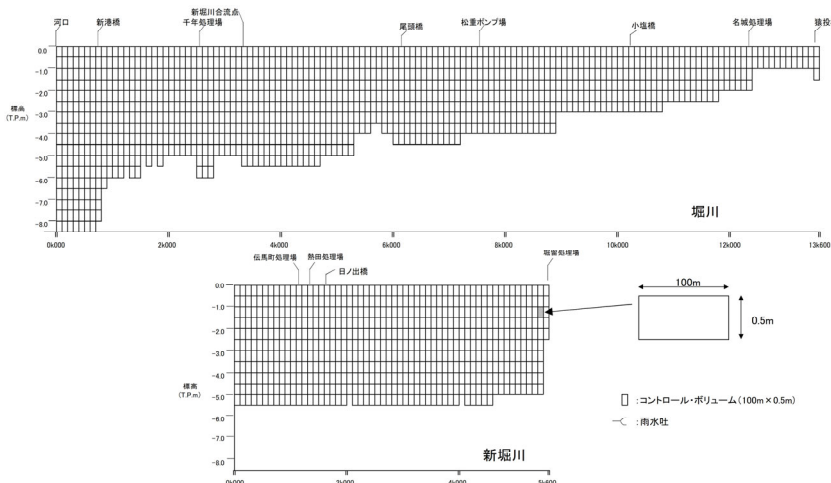 河口
新港橋
千年処理場
新堀川合流点
尾頭橋
松重ポンプ場
小塩橋
名城処理場
猿投
標高
(T.P.m)
0.0
-1.0
-2.0
-3.0
-4.0
-5.0
-6.0
-7.0
-8.0
堀川
0k000
2k000
4k000
6k000
8k000
10k000
12k000
13k600
伝馬町処理場
熱田処理場
日ノ出橋
堀留処理場
標高
(T.P.m)
0.0
-1.0
-2.0
-3.0
-4.0
-5.0
-6.0
-7.0
-8.0
新堀川
0k000
2k000
4k000
5k600
100m
0.5m
:コントロール・ボリューム(100m×0.5m)
:雨水吐